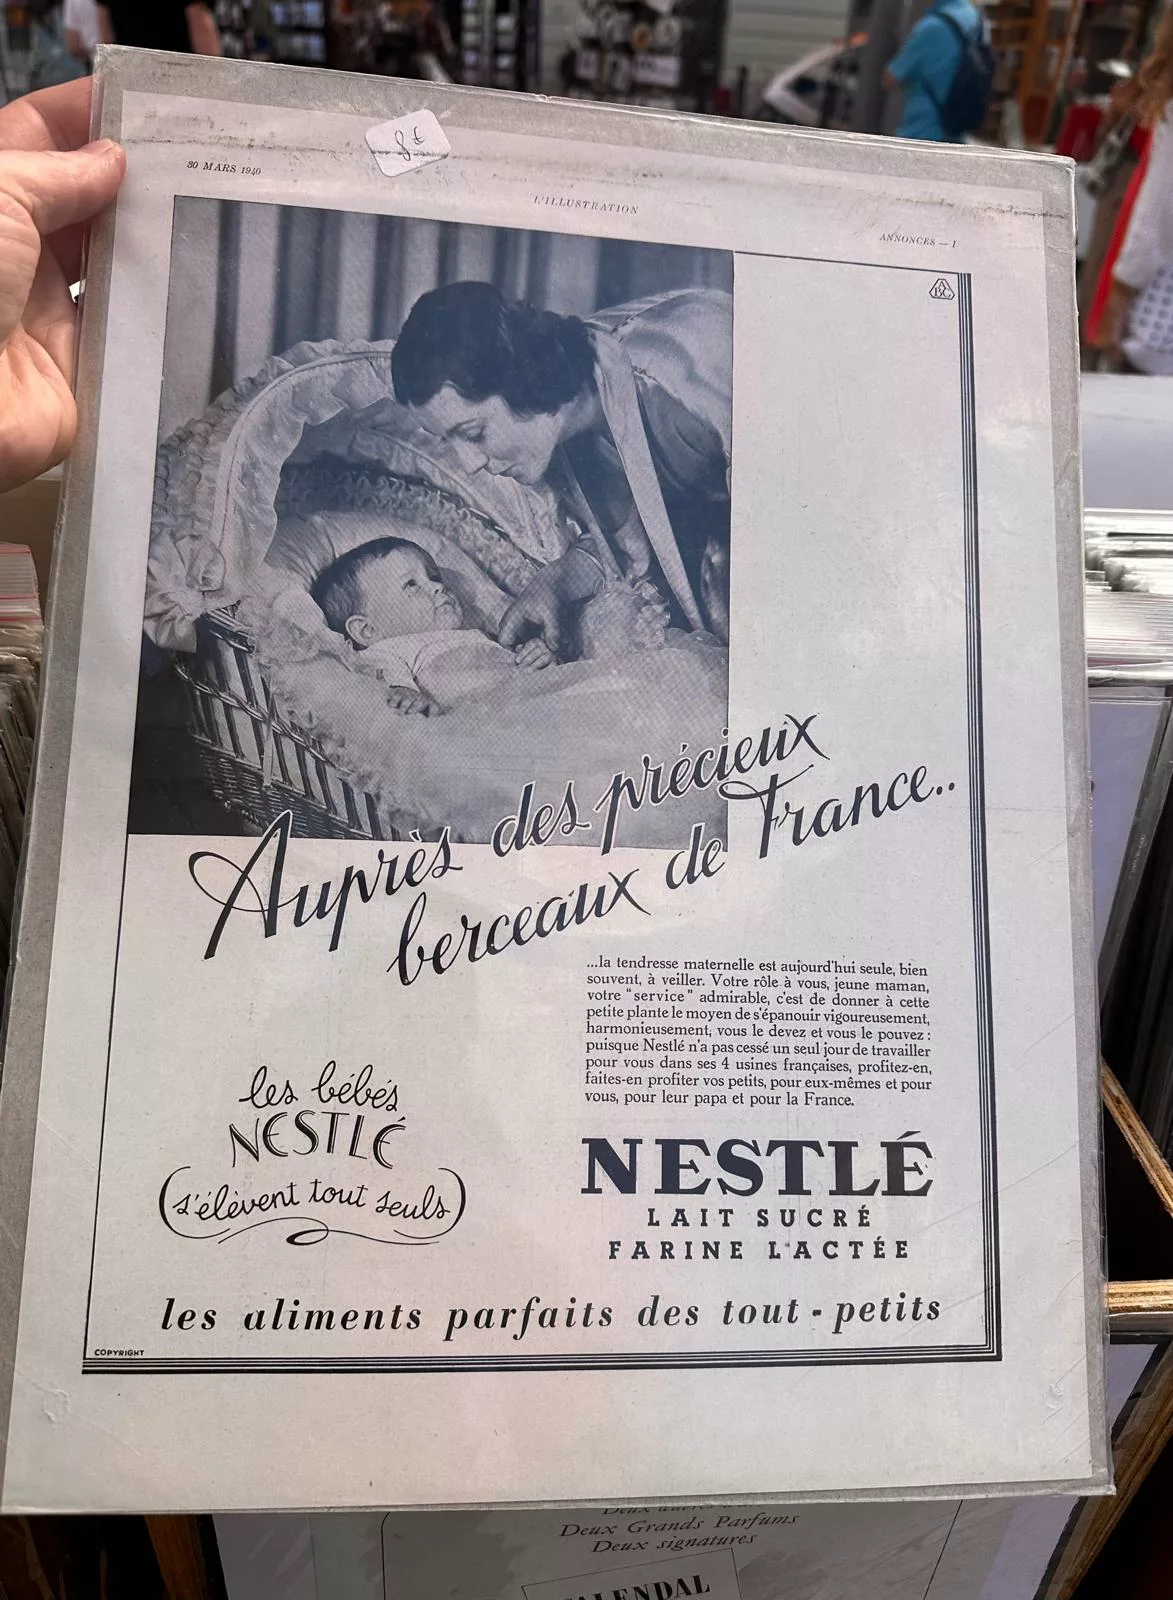 8€
30 MARS 1940
L'ILLUSTRATION
ANNONCES — I
ABC
Auprès des précieux
berceaux de France..
...la tendresse maternelle est aujourd'hui seule, bien
souvent, à veiller. Votre rôle à vous, jeune maman,
votre "service" admirable, c'est de donner à cette
petite plante le moyen de s'épanouir vigoureusement,
harmonieusement; vous le devez et vous le pouvez :
puisque Nestlé n'a pas cessé un seul jour de travailler
pour vous dans ses 4 usines françaises, profitez-en,
faites-en profiter vos petits, pour eux-mêmes et pour
vous, pour leur papa et pour la France.
les bébés
NESTLÉ
(s'élèvent tout seuls)
NESTLÉ
LAIT SUCRÉ
FARINE LACTÉE
les aliments parfaits des tout-petits
COPYRIGHT
Deux Grands Parfums
Deux signatures